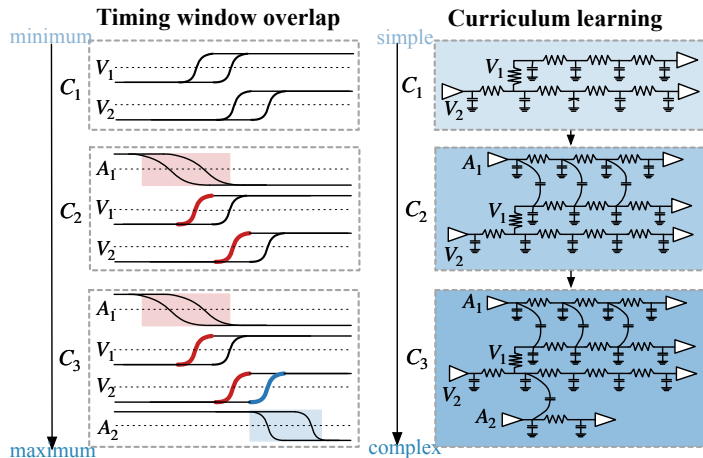 Timing window overlap
minimum
C1
V1
V2
C2
A1
V1
V2
C3
A1
V1
V2
A2
maximum
Curriculum learning
simple
C1
V1
V2
C2
A1
V1
V2
C3
A1
V1
V2
A2
complex